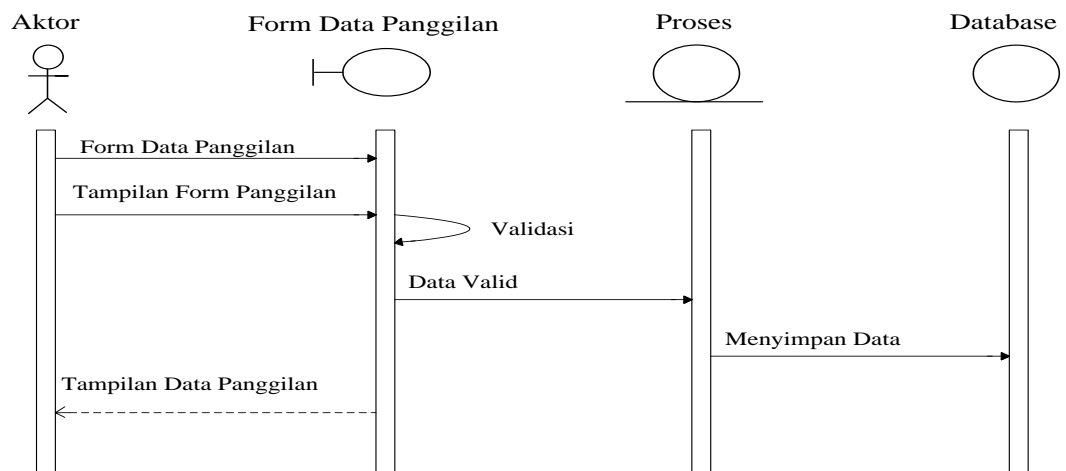 Aktor
Form Data Panggilan
Proses
Database
Form Data Panggilan
Tampilan Form Panggilan
Validasi
Data Valid
Menyimpan Data
Tampilan Data Panggilan